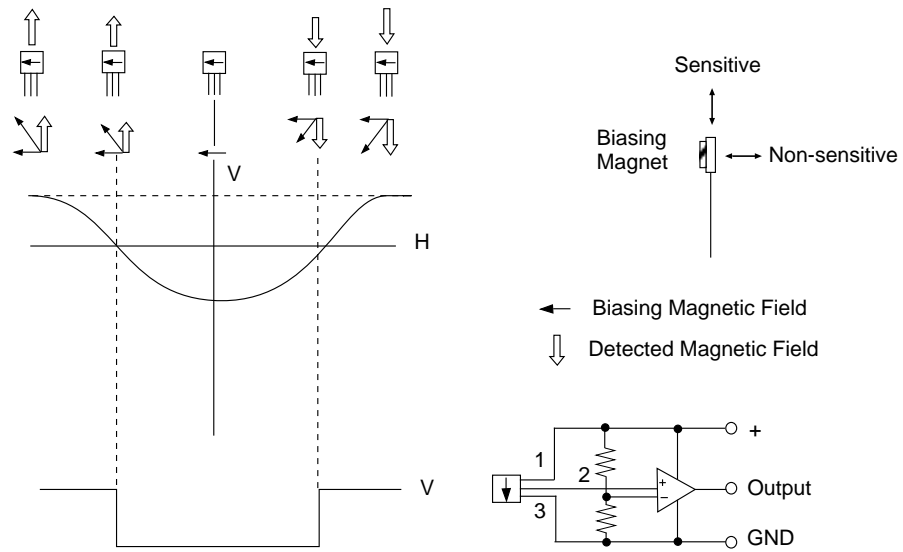 V
H
V
Sensitive
Biasing
Magnet
Non-sensitive
Biasing Magnetic Field
Detected Magnetic Field
1
2
3
+
−
+
Output
GND